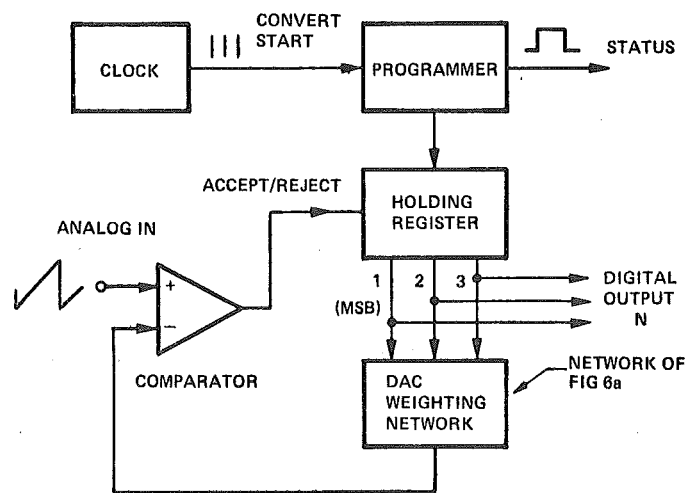 CONVERT
START
CLOCK
PROGRAMMER
STATUS
ACCEPT/REJECT
HOLDING
REGISTER
ANALOG IN
+
−
COMPARATOR
1
2
3
(MSB)
DIGITAL
OUTPUT
N
DAC
WEIGHTING
NETWORK
NETWORK OF
FIG 6a